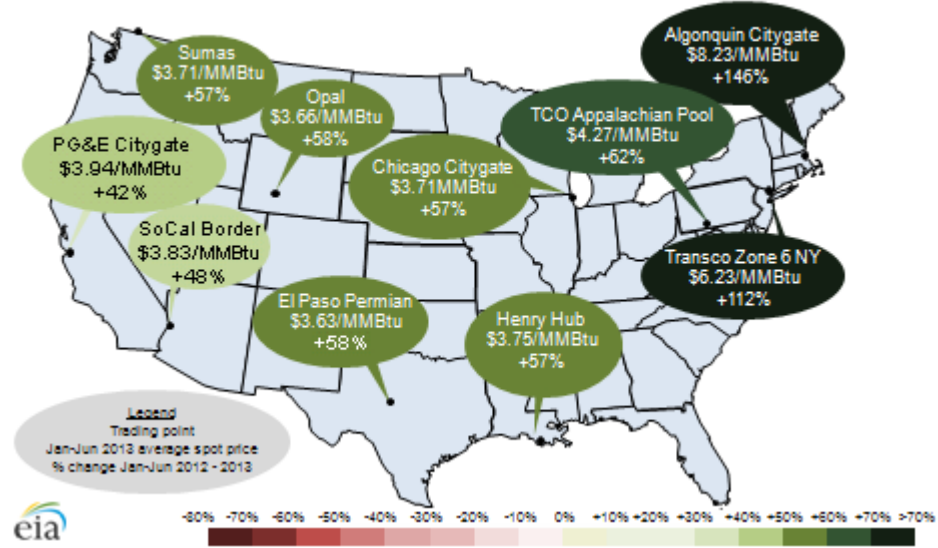 Algonquin Citygate
$8.23/MMBtu
+146%
Sumas
$3.71/MMBtu
+57%
Opal
$3.66/MMBtu
+58%
TCO Appalachian Pool
$4.27/MMBtu
+62%
PG&E Citygate
$3.94/MMBtu
+42%
Chicago Citygate
$3.71MMBtu
+57%
SoCal Border
$3.83/MMBtu
+48%
Transco Zone 6 NY
$6.23/MMBtu
+112%
El Paso Permian
$3.63/MMBtu
+58%
Henry Hub
$3.75/MMBtu
+57%
Legend
Trading point
Jan-Jun 2013 average spot price
% change Jan-Jun 2012 - 2013
eia
-80% -70% -60% -50% -40% -30% -20% -10% 0% +10% +20% +30% +40% +50% +60% +70% >70%